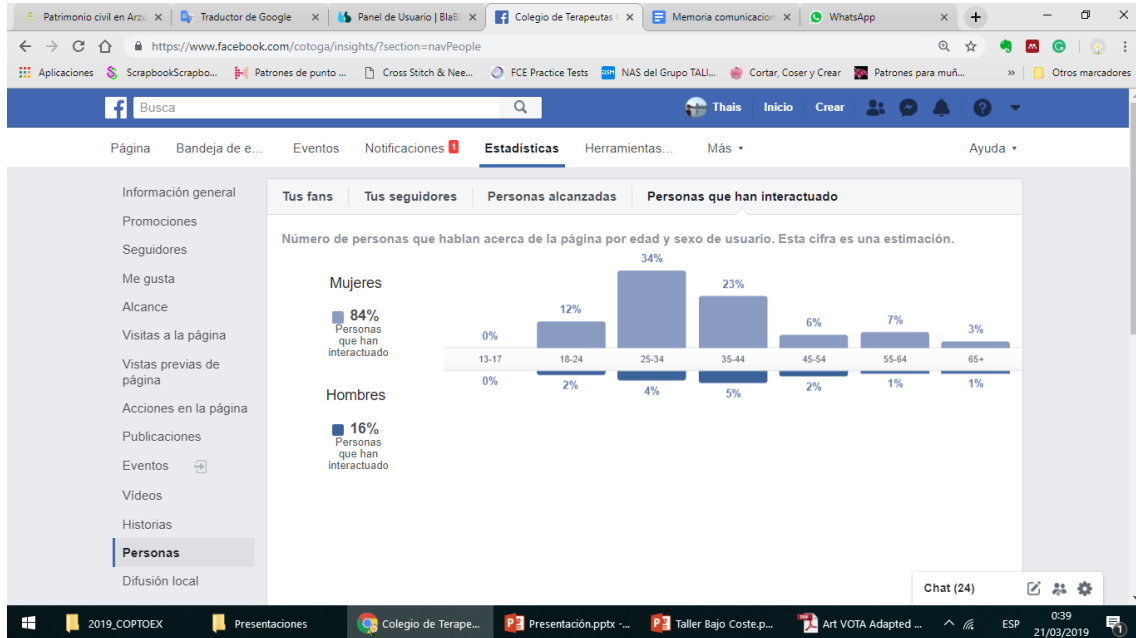 Patrimonio civil en Arzú
Traductor de Google
Panel de Usuario | BlaBl
Colegio de Terapeutas O
Memoria comunicacion
WhatsApp
https://www.facebook.com/cotoga/insights/?section=navPeople
Aplicaciones
ScrapbookScrapbo...
Patrones de punto ...
Cross Stitch & Nee...
FCE Practice Tests
NAS del Grupo TALI...
Cortar, Coser y Crear
Patrones para muñ...
»
Otros marcadores
Busca
Thais
Inicio
Crear
Página
Bandeja de e...
Eventos
Notificaciones 1
Estadísticas
Herramientas...
Más
Ayuda
Información general
Promociones
Seguidores
Me gusta
Alcance
Visitas a la página
Vistas previas de
página
Acciones en la página
Publicaciones
Eventos
Vídeos
Historias
Personas
Difusión local
Tus fans
Tus seguidores
Personas alcanzadas
Personas que han interactuado
Número de personas que hablan acerca de la página por edad y sexo de usuario. Esta cifra es una estimación.
Mujeres
84%
Personas
que han
interactuado
0% 12% 34% 23% 6% 7% 3%
13-17 18-24 25-34 35-44 45-54 55-64 65+
0% 2% 4% 5% 2% 1% 1%
Hombres
16%
Personas
que han
interactuado
Chat (24)
2019_COPTOEX
Presentaciones
Colegio de Terape...
Presentación.pptx -...
Taller Bajo Coste.p...
Art VOTA Adapted ...
ESP
0:39
21/03/2019
1